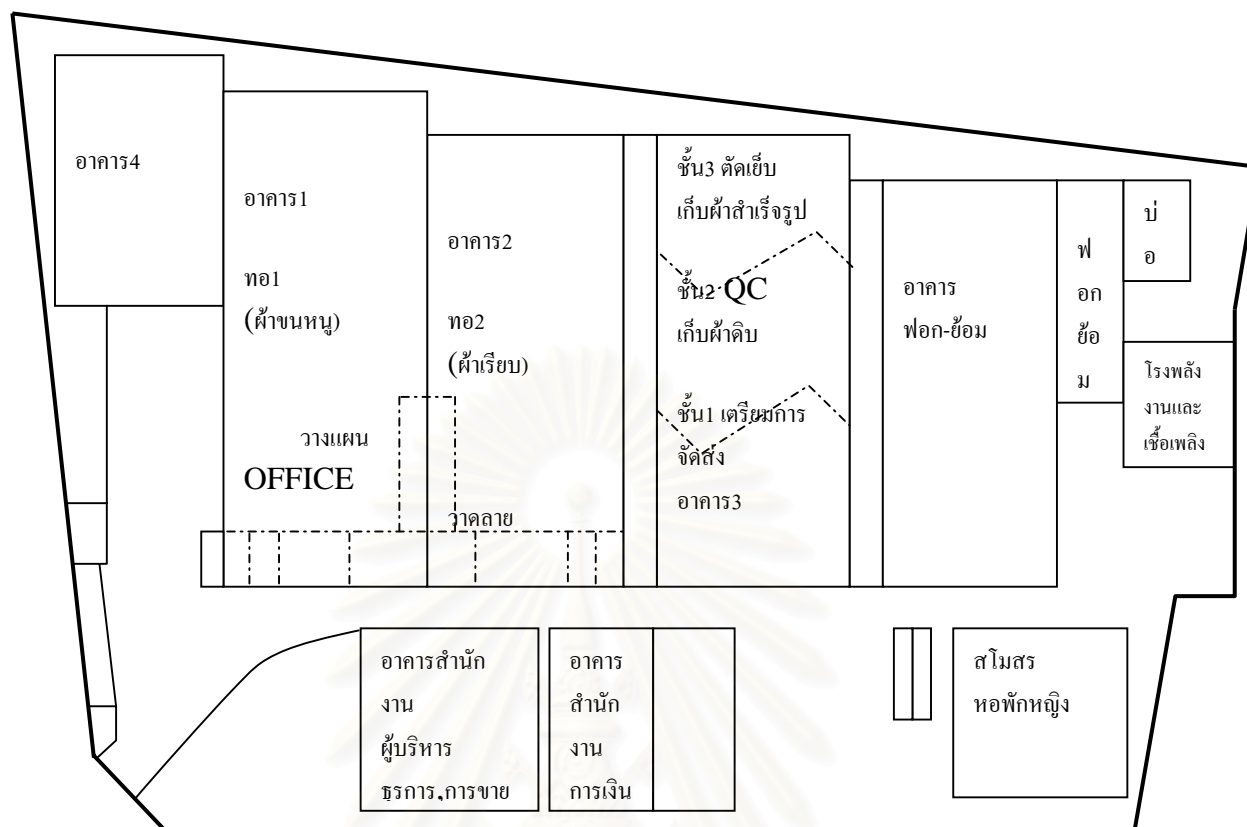 อาคาร4
อาคาร1
ทอ1
(ผ้าขนหนู)
วางแผน
OFFICE
อาคาร2
ทอ2
(ผ้าเรียบ)
วาดลาย
ชั้น3 ตัดเย็บ
เก็บผ้าสำเร็จรูป
ชั้น2 QC
เก็บผ้าดิบ
ชั้น1 เตรียมการ
จัดส่ง
อาคาร3
อาคาร
ฟอก-ย้อม
ฟ
อก
ย้อ
ม
บ่
อ
โรงพลัง
งานและ
เชื้อเพลิง
อาคารสำนัก
งาน
ผู้บริหาร
ธุรการ,การขาย
อาคาร
สำนัก
งาน
การเงิน
สโมสร
หอพักหญิง